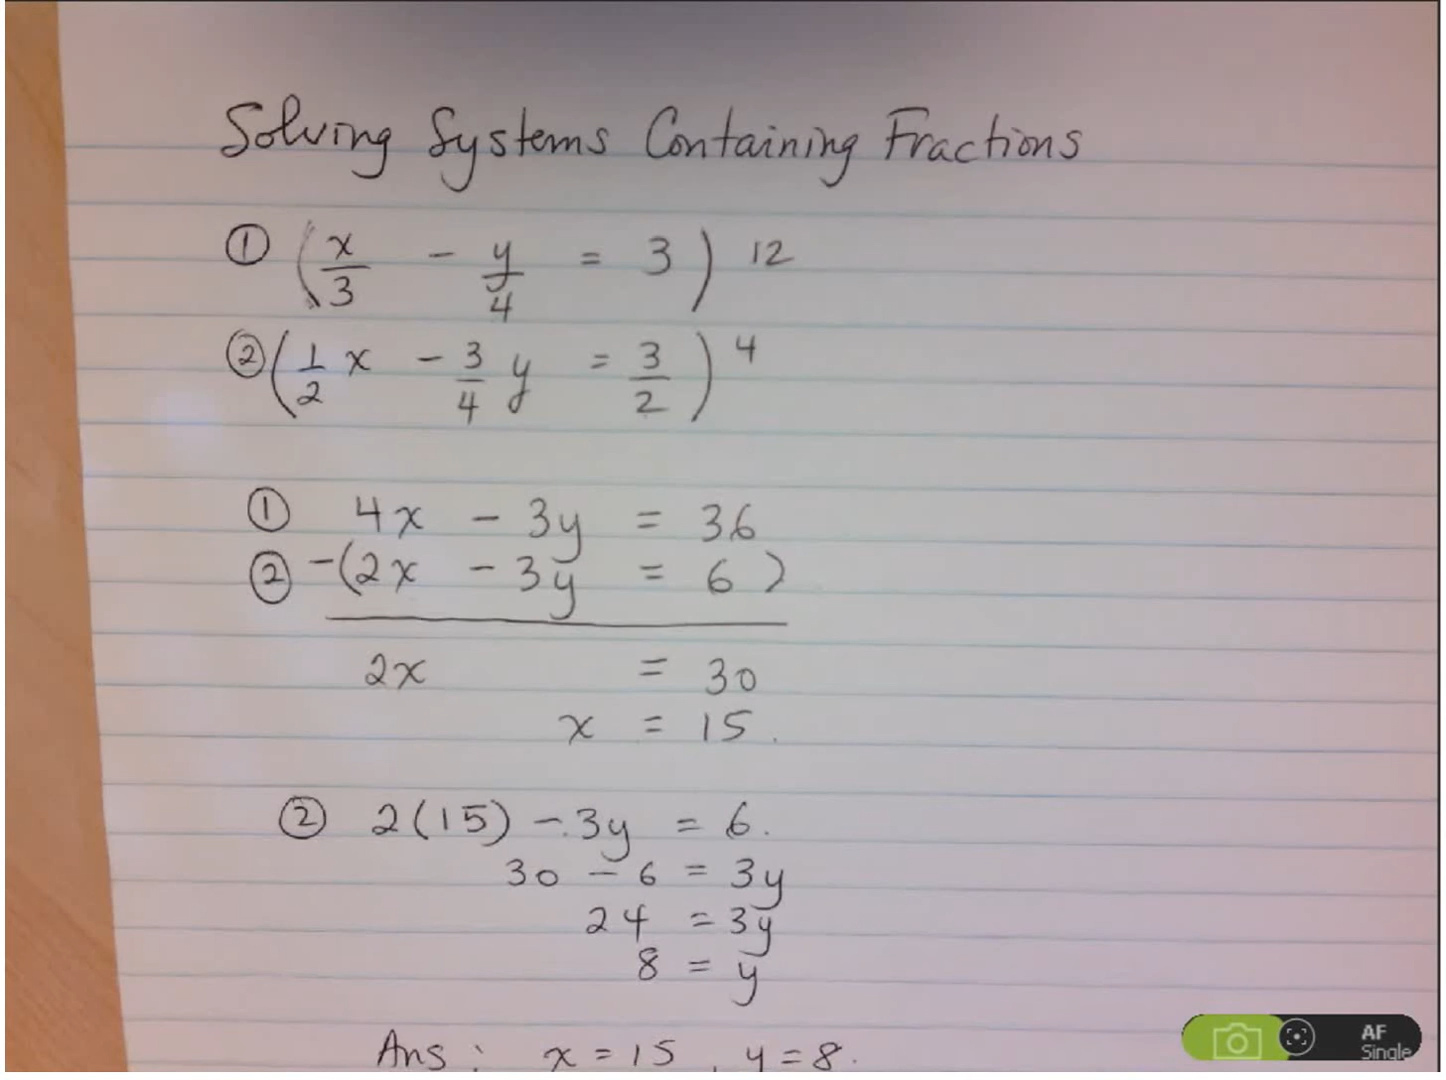 Solving Systems Containing Fractions
① ( x/3 - y/4 = 3 ) 12
② ( 1/2 x - 3/4 y = 3/2 ) 4
① 4x - 3y = 36
② -(2x - 3y = 6)
2x = 30
x = 15.
② 2(15) - 3y = 6.
30 - 6 = 3y
24 = 3y
8 = y
Ans : x = 15, y = 8.
AF
Single